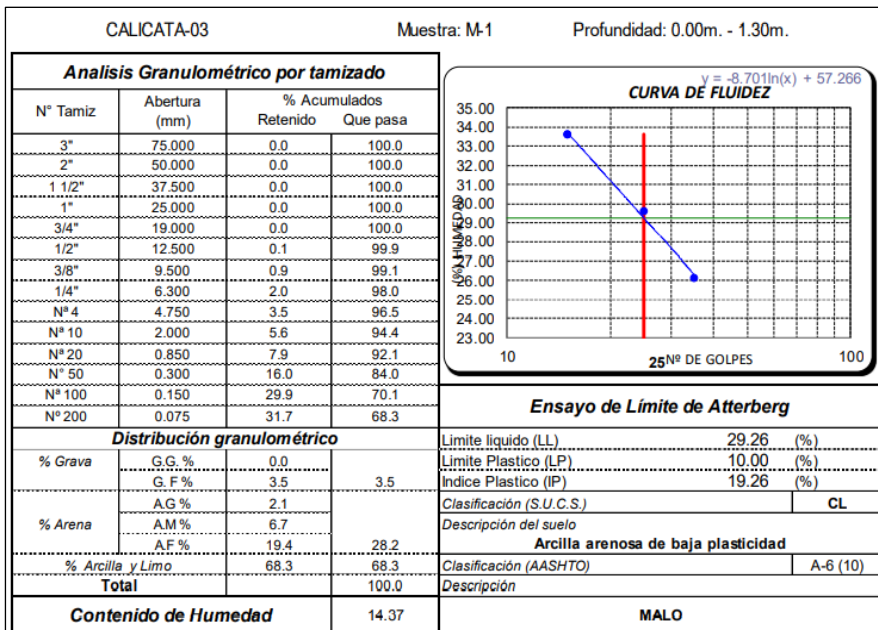 CALICATA-03 Muestra: M-1 Profundidad: 0.00m. - 1.30m.
Analisis Granulométrico por tamizado
N° Tamiz Abertura (mm) % Acumulados
Retenido Que pasa
3" 75.000 0.0 100.0
2" 50.000 0.0 100.0
1 1/2" 37.500 0.0 100.0
1" 25.000 0.0 100.0
3/4" 19.000 0.0 100.0
1/2" 12.500 0.1 99.9
3/8" 9.500 0.9 99.1
1/4" 6.300 2.0 98.0
Nª 4 4.750 3.5 96.5
Nª 10 2.000 5.6 94.4
Nª 20 0.850 7.9 92.1
N° 50 0.300 16.0 84.0
Nª 100 0.150 29.9 70.1
Nº 200 0.075 31.7 68.3
Distribución granulométrico
% Grava G.G. % 0.0
G. F % 3.5 3.5
% Arena A.G % 2.1
A.M % 6.7
A.F % 19.4 28.2
% Arcilla y Limo 68.3 68.3
Total 100.0
Contenido de Humedad 14.37
y = -8.701ln(x) + 57.266
CURVA DE FLUIDEZ
35.00
34.00
33.00
32.00
31.00
30.00
29.00
28.00
27.00
26.00
25.00
24.00
23.00
(%) HUMEDAD
10 25 Nº DE GOLPES 100
Ensayo de Límite de Atterberg
Limite liquido (LL) 29.26 (%)
Limite Plastico (LP) 10.00 (%)
Indice Plastico (IP) 19.26 (%)
Clasificación (S.U.C.S.) CL
Descripción del suelo
Arcilla arenosa de baja plasticidad
Clasificación (AASHTO) A-6 (10)
Descripción
MALO